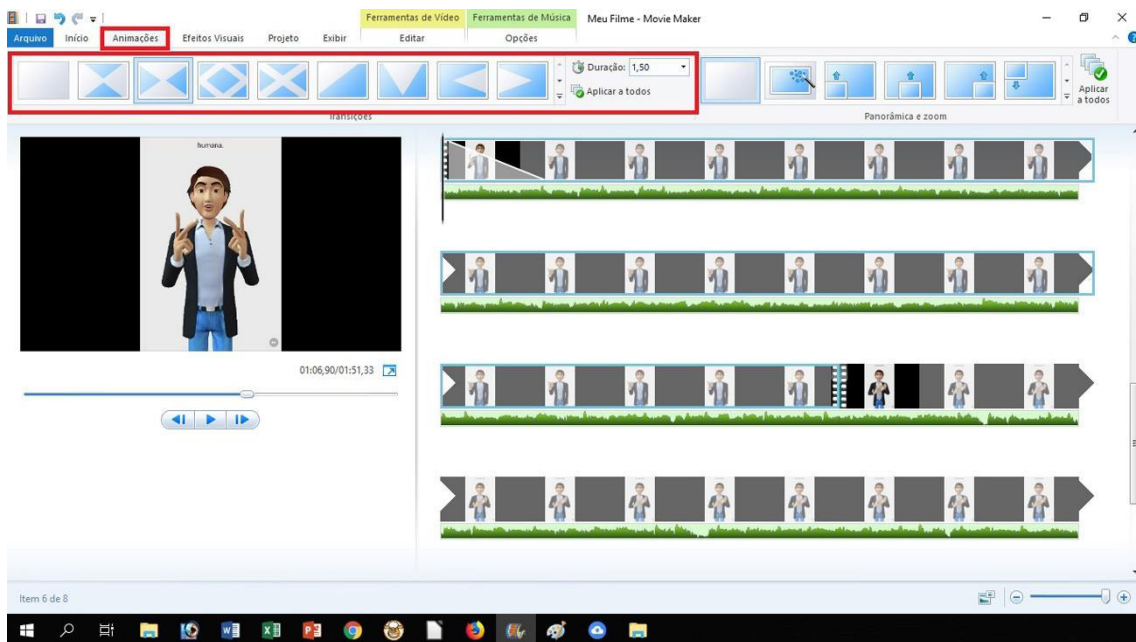 Ferramentas de Vídeo Ferramentas de Música Meu Filme - Movie Maker
Arquivo Início Animações Efeitos Visuais Projeto Exibir Editar Opções
Duração: 1,50
Aplicar a todos
Aplicar a todos
Transições
Panorâmica e zoom
humana.
01:06,90/01:51,33
Item 6 de 8